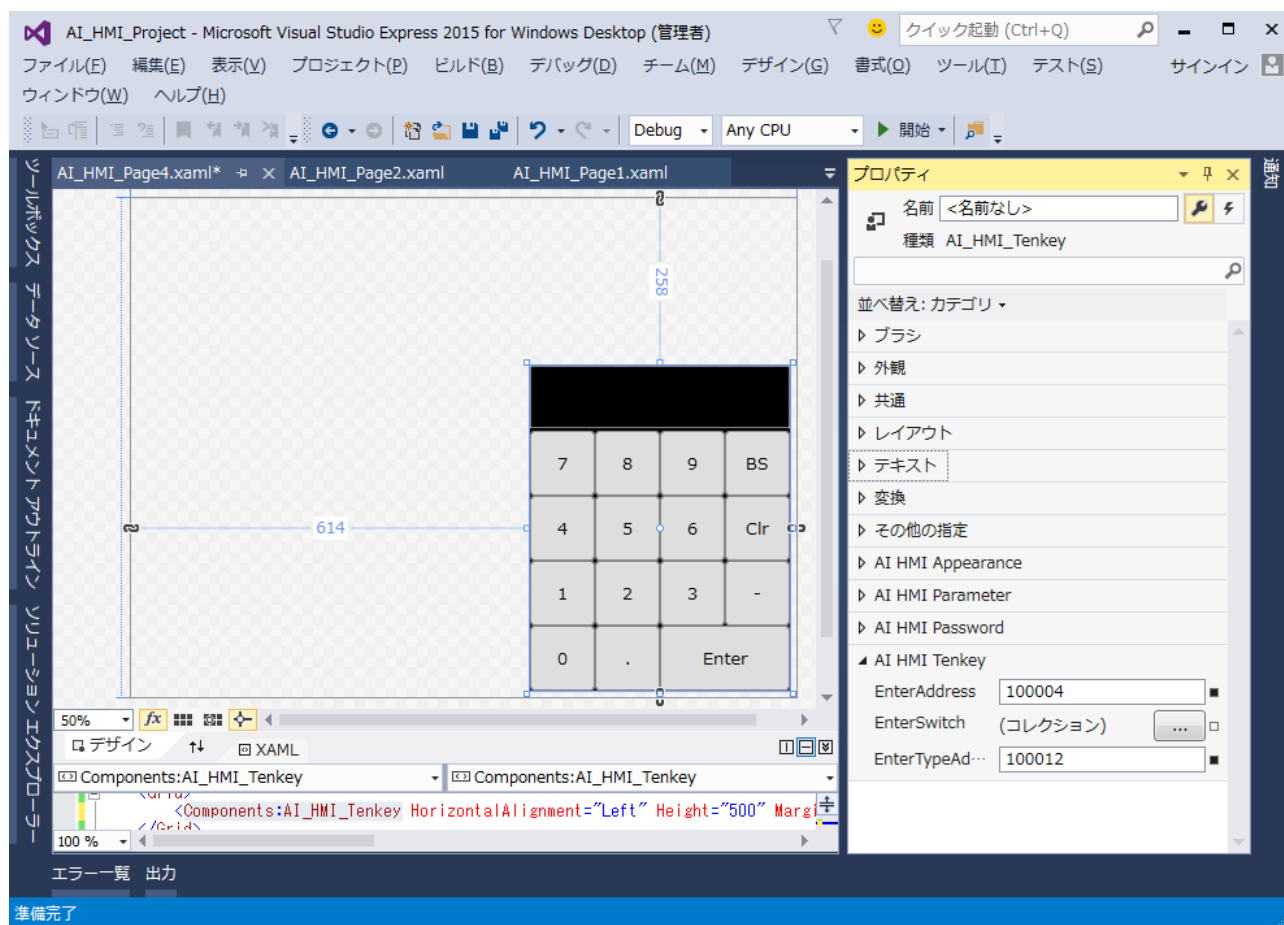 AI_HMI_Project - Microsoft Visual Studio Express 2015 for Windows Desktop (管理者)
クイック起動 (Ctrl+Q)
ファイル(F) 編集(E) 表示(V) プロジェクト(P) ビルド(B) デバッグ(D) チーム(M) デザイン(G) 書式(O) ツール(T) テスト(S) サインイン
ウィンドウ(W) ヘルプ(H)
Debug Any CPU 開始
ツールボックス
データ ソース
ドキュメント アウトライン
ソリューション エクスプローラー
AI_HMI_Page4.xaml* AI_HMI_Page2.xaml AI_HMI_Page1.xaml
258
614
7 8 9 BS
4 5 6 Clr
1 2 3 -
0 . Enter
50% fx
デザイン XAML
Components:AI_HMI_Tenkey Components:AI_HMI_Tenkey
<Grid>
<Components:AI_HMI_Tenkey HorizontalAlignment="Left" Height="500" Margi
</Grid>
100 %
プロパティ
名前 <名前なし>
種類 AI_HMI_Tenkey
並べ替え: カテゴリ
ブラシ
外観
共通
レイアウト
テキスト
変換
その他の指定
AI HMI Appearance
AI HMI Parameter
AI HMI Password
AI HMI Tenkey
EnterAddress 100004
EnterSwitch (コレクション) ...
EnterTypeAd… 100012
通知
エラー一覧 出力
準備完了